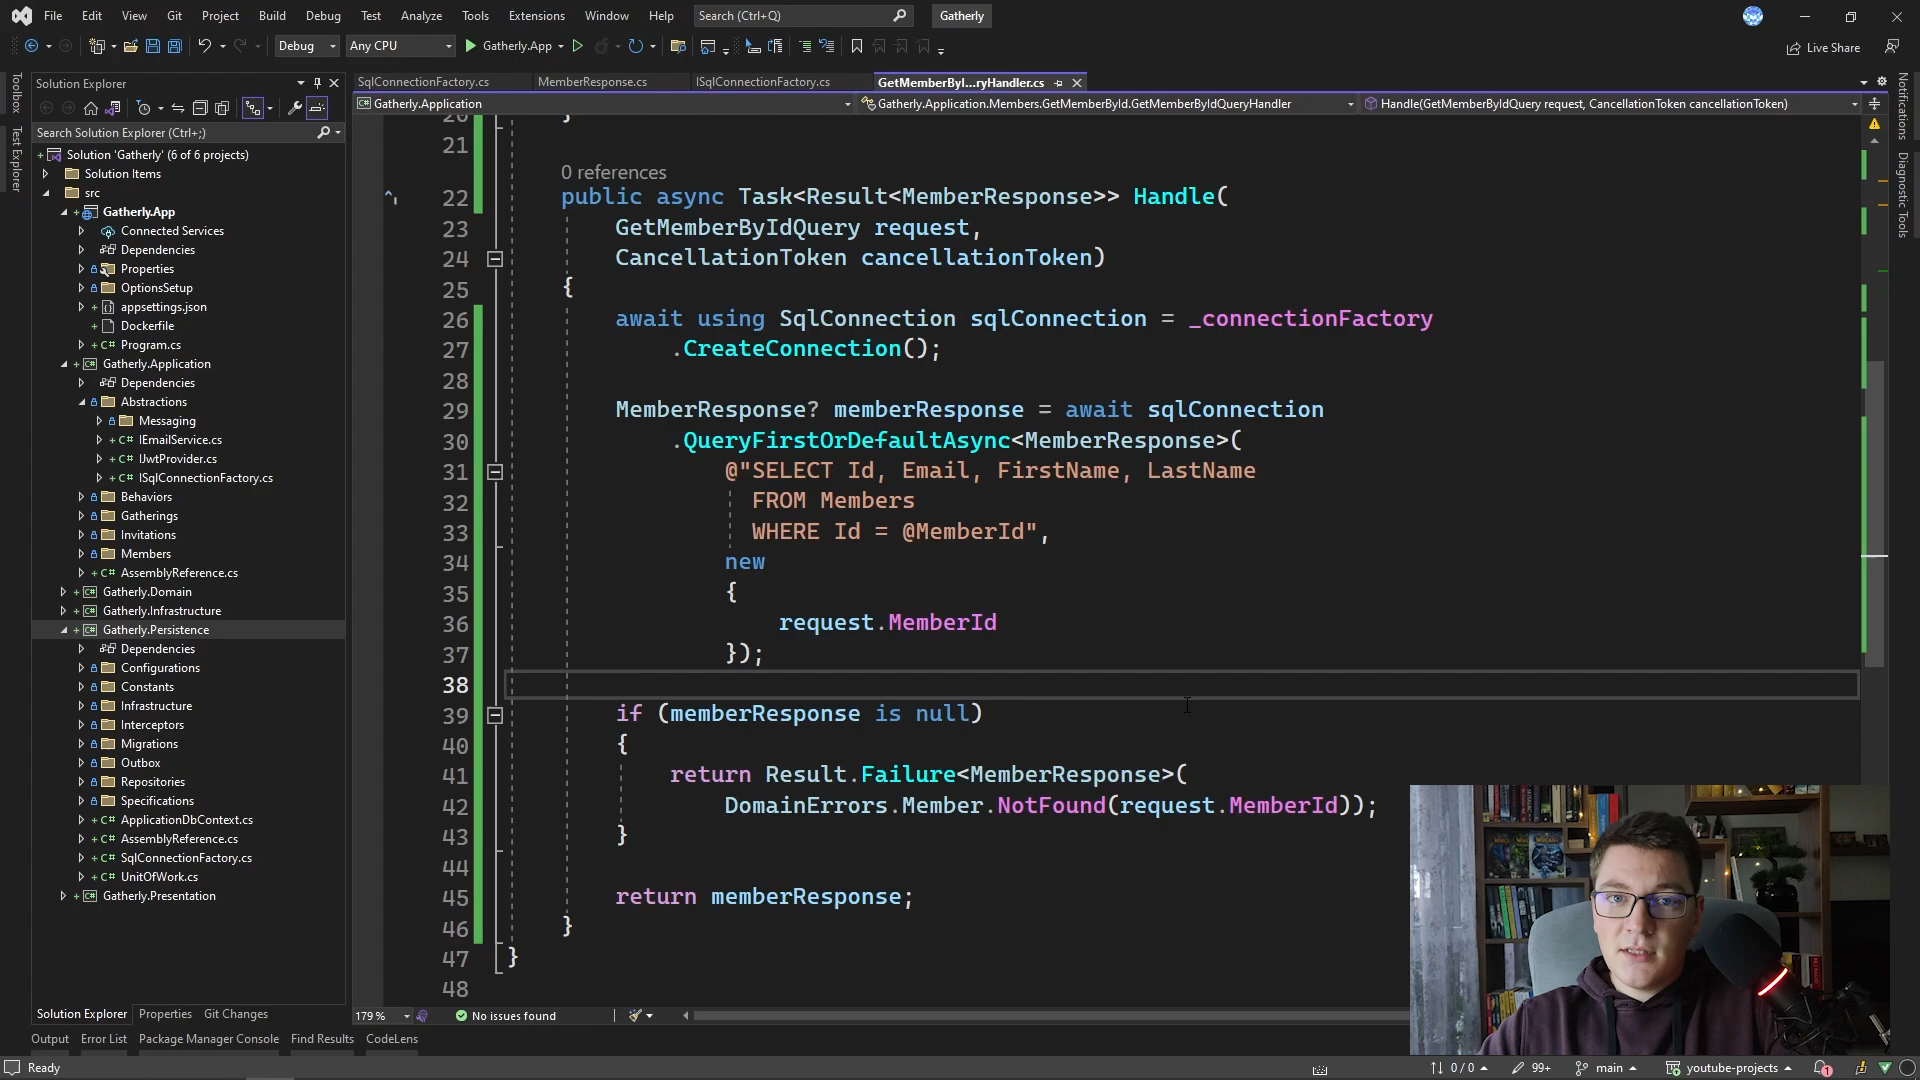 File Edit View Git Project Build Debug Test Analyze Tools Extensions Window Help Search (Ctrl+Q) Gatherly
Debug Any CPU Gatherly.App Live Share
Toolbox
Test Explorer
Solution Explorer
Search Solution Explorer (Ctrl+;)
Solution 'Gatherly' (6 of 6 projects)
Solution Items
src
Gatherly.App
Connected Services
Dependencies
Properties
OptionsSetup
appsettings.json
Dockerfile
Program.cs
Gatherly.Application
Dependencies
Abstractions
Messaging
IEmailService.cs
IJwtProvider.cs
ISqlConnectionFactory.cs
Behaviors
Gatherings
Invitations
Members
AssemblyReference.cs
Gatherly.Domain
Gatherly.Infrastructure
Gatherly.Persistence
Dependencies
Configurations
Constants
Infrastructure
Interceptors
Migrations
Outbox
Repositories
Specifications
ApplicationDbContext.cs
AssemblyReference.cs
SqlConnectionFactory.cs
UnitOfWork.cs
Gatherly.Presentation
Solution Explorer Properties Git Changes
SqlConnectionFactory.cs MemberResponse.cs ISqlConnectionFactory.cs GetMemberByI...ryHandler.cs
Gatherly.Application Gatherly.Application.Members.GetMemberById.GetMemberByIdQueryHandler Handle(GetMemberByIdQuery request, CancellationToken cancellationToken)
20 }
21
0 references
22 public async Task<Result<MemberResponse>> Handle(
23 GetMemberByIdQuery request,
24 CancellationToken cancellationToken)
25 {
26 await using SqlConnection sqlConnection = _connectionFactory
27 .CreateConnection();
28
29 MemberResponse? memberResponse = await sqlConnection
30 .QueryFirstOrDefaultAsync<MemberResponse>(
31 @"SELECT Id, Email, FirstName, LastName
32 FROM Members
33 WHERE Id = @MemberId",
34 new
35 {
36 request.MemberId
37 });
38
39 if (memberResponse is null)
40 {
41 return Result.Failure<MemberResponse>(
42 DomainErrors.Member.NotFound(request.MemberId));
43 }
44
45 return memberResponse;
46 }
47 }
48
179 % No issues found
Notifications
Diagnostic Tools
Output Error List Package Manager Console Find Results CodeLens
Ready 0 / 0 99+ main youtube-projects 1